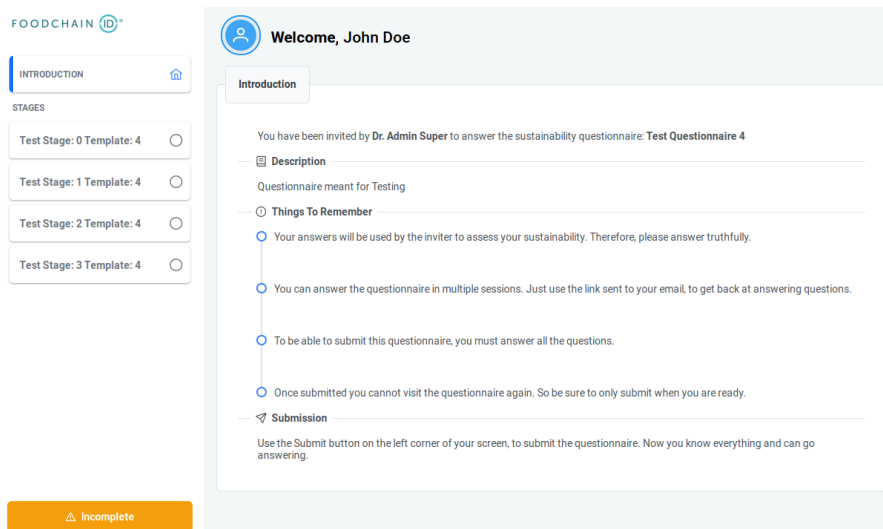 FOODCHAIN ID
Welcome, John Doe
INTRODUCTION
STAGES
Test Stage: 0 Template: 4
Test Stage: 1 Template: 4
Test Stage: 2 Template: 4
Test Stage: 3 Template: 4
Incomplete
Introduction
You have been invited by Dr. Admin Super to answer the sustainability questionnaire: Test Questionnaire 4
Description
Questionnaire meant for Testing
Things To Remember
Your answers will be used by the inviter to assess your sustainability. Therefore, please answer truthfully.
You can answer the questionnaire in multiple sessions. Just use the link sent to your email, to get back at answering questions.
To be able to submit this questionnaire, you must answer all the questions.
Once submitted you cannot visit the questionnaire again. So be sure to only submit when you are ready.
Submission
Use the Submit button on the left corner of your screen, to submit the questionnaire. Now you know everything and can go
answering.